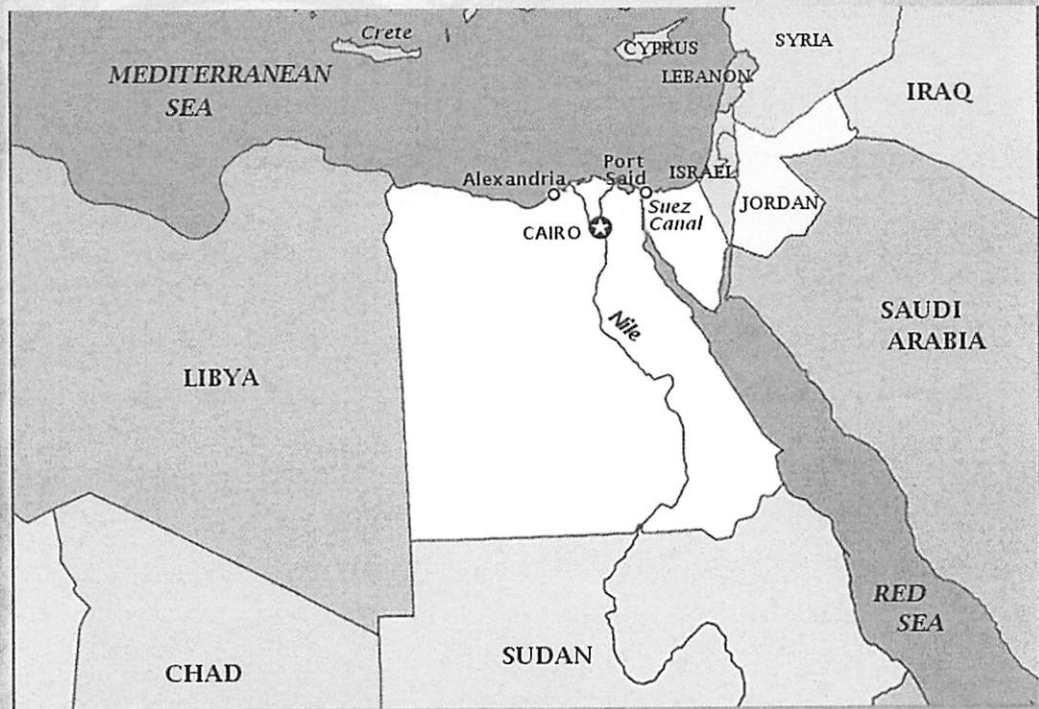 Crete
CYPRUS
SYRIA
MEDITERRANEAN
SEA
LEBANON
IRAQ
Port
Said
ISRAEL
Alexandria
Suez
Canal
JORDAN
CAIRO
Nile
SAUDI
ARABIA
LIBYA
RED
SEA
SUDAN
CHAD